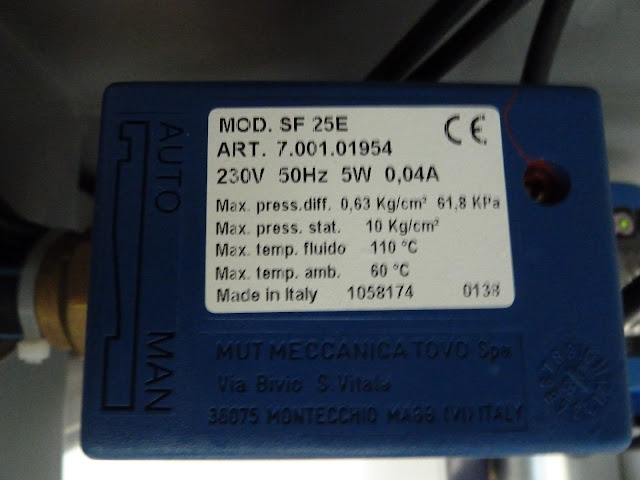 MOD. SF 25E
CE
ART. 7.001.01954
230V 50Hz 5W 0,04A
Max. press.diff. 0,63 Kg/cm² 61,8 KPa
Max. press. stat. 10 Kg/cm²
Max. temp. fluido 110 °C
Max. temp. amb. 60 °C
Made in Italy 1058174 0138
AUTO
MAN
MUT MECCANICA TOVO SpA
Via Bivio S. Vitale
36075 MONTECCHIO MAGG. (VI) ITALY